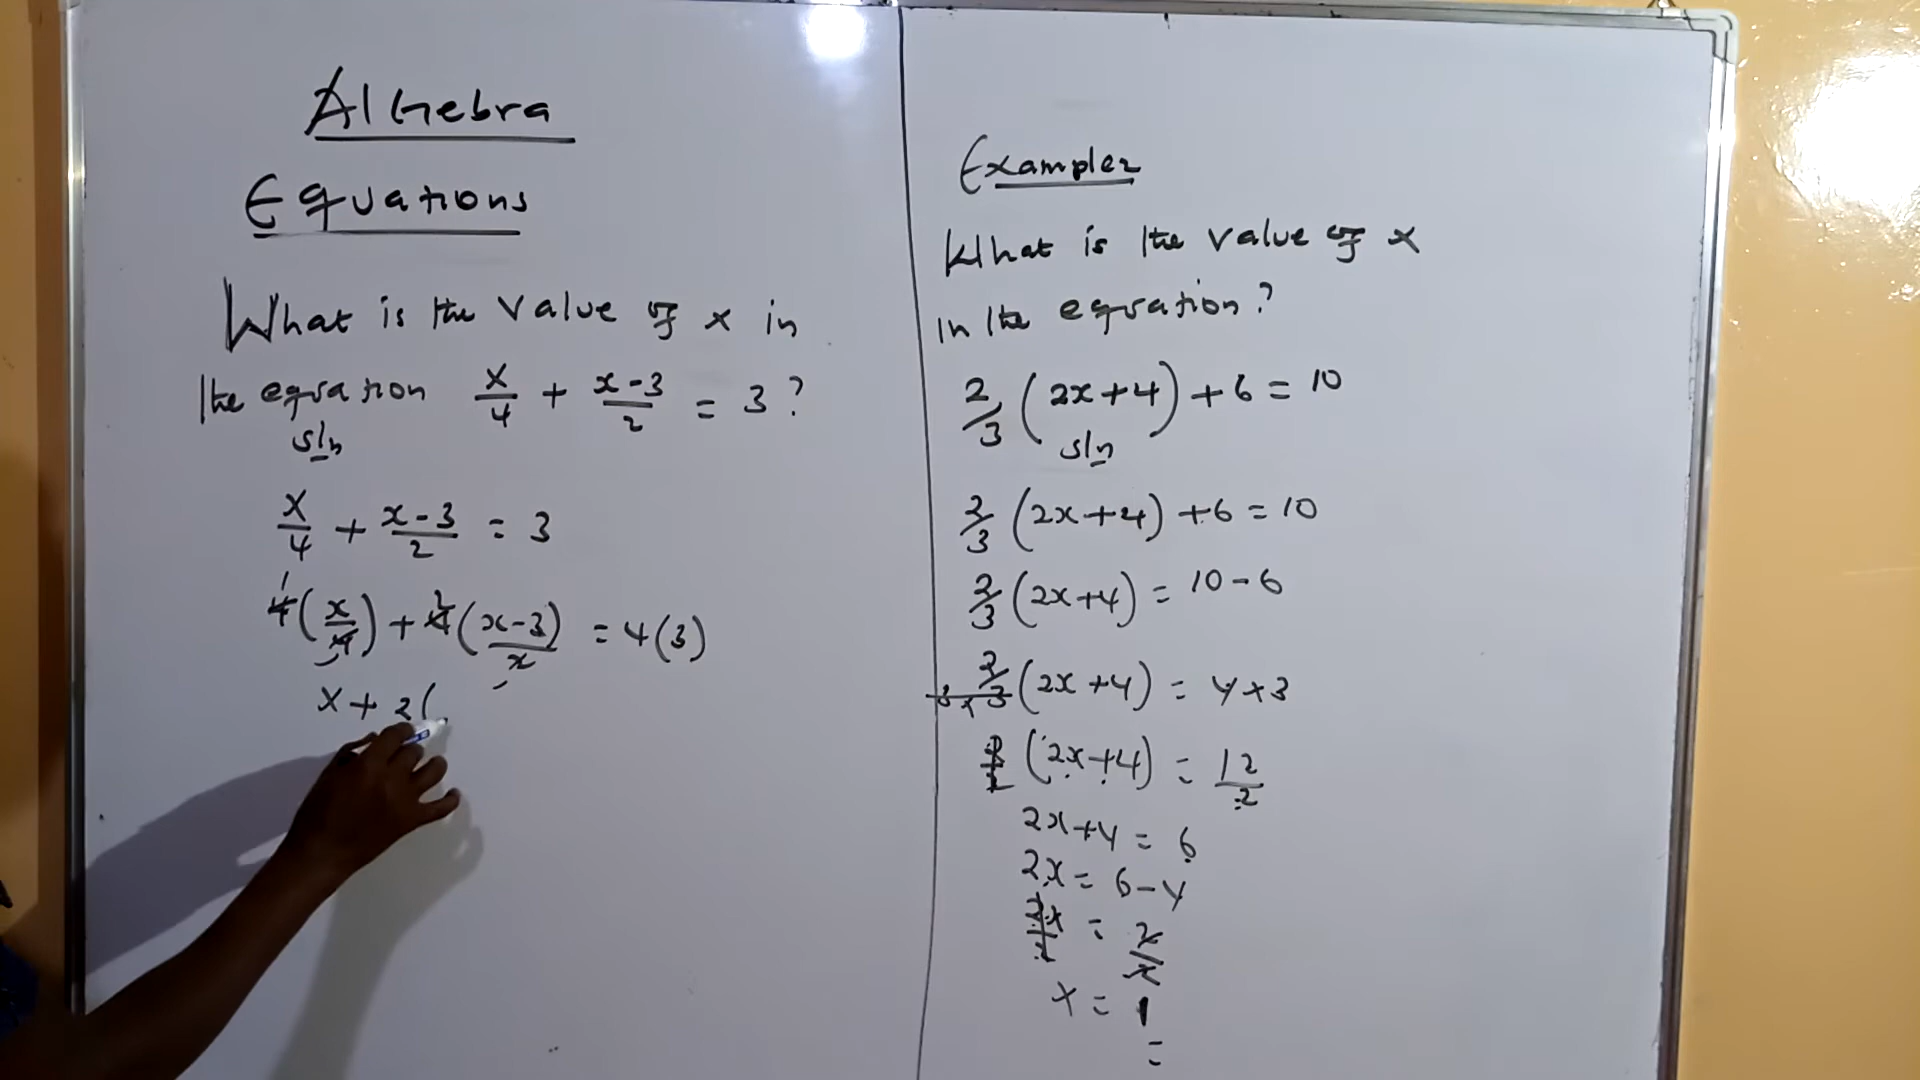 Algebra
Equations
What is the value of x in
the equation x/4 + (x-3)/2 = 3?
sln
x/4 + (x-3)/2 = 3
4(x/4) + 4((x-3)/2) = 4(3)
x + 2(
Example 2
What is the value of x
in the equation?
2/3 (2x+4) + 6 = 10
sln
2/3 (2x+4) + 6 = 10
2/3 (2x+4) = 10 - 6
3 x 2/3 (2x+4) = 4 x 3
2/2 (2x+4) = 12/2
2x+4 = 6
2x = 6-4
2x/2 = 2/2
x = 1